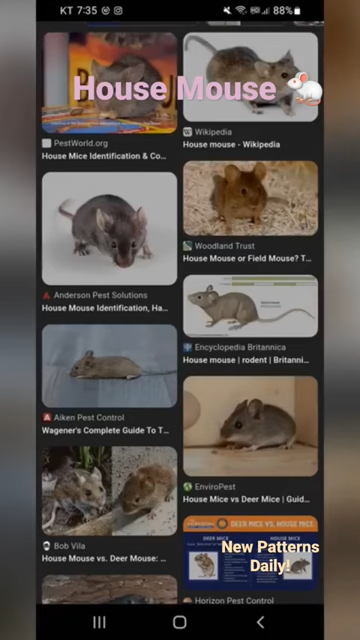 KT 7:35
88%
House Mouse
PestWorld.org
House Mice Identification & Co...
Wikipedia
House mouse - Wikipedia
Woodland Trust
House Mouse or Field Mouse? T...
Anderson Pest Solutions
House Mouse Identification, Ha...
Encyclopedia Britannica
House mouse | rodent | Britanni...
Aiken Pest Control
Wagener's Complete Guide To T...
EnviroPest
House Mice vs Deer Mice | Guid...
Bob Vila
House Mouse vs. Deer Mouse: ...
DEER MICE VS. HOUSE MICE
DEER MICE
New Patterns
Daily!
Horizon Pest Control